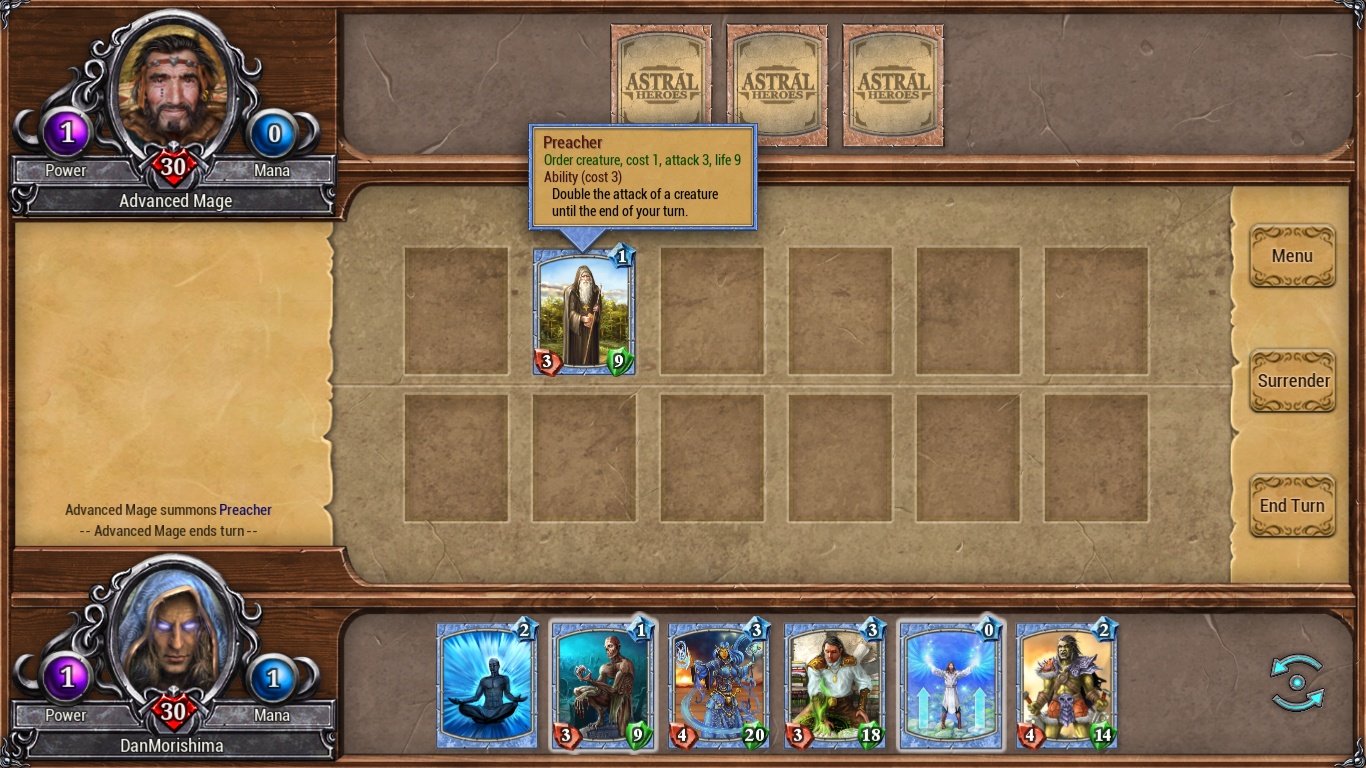 ASTRAL
HEROES
ASTRAL
HEROES
ASTRAL
HEROES
1
0
30
Power
Mana
Advanced Mage
Preacher
Order creature, cost 1, attack 3, life 9
Ability (cost 3)
Double the attack of a creature
until the end of your turn.
1
3
9
Menu
Surrender
End Turn
Advanced Mage summons Preacher
-- Advanced Mage ends turn --
1
1
30
Power
Mana
DanMorishima
2
1
3
9
3
4
20
3
3
18
0
2
4
14